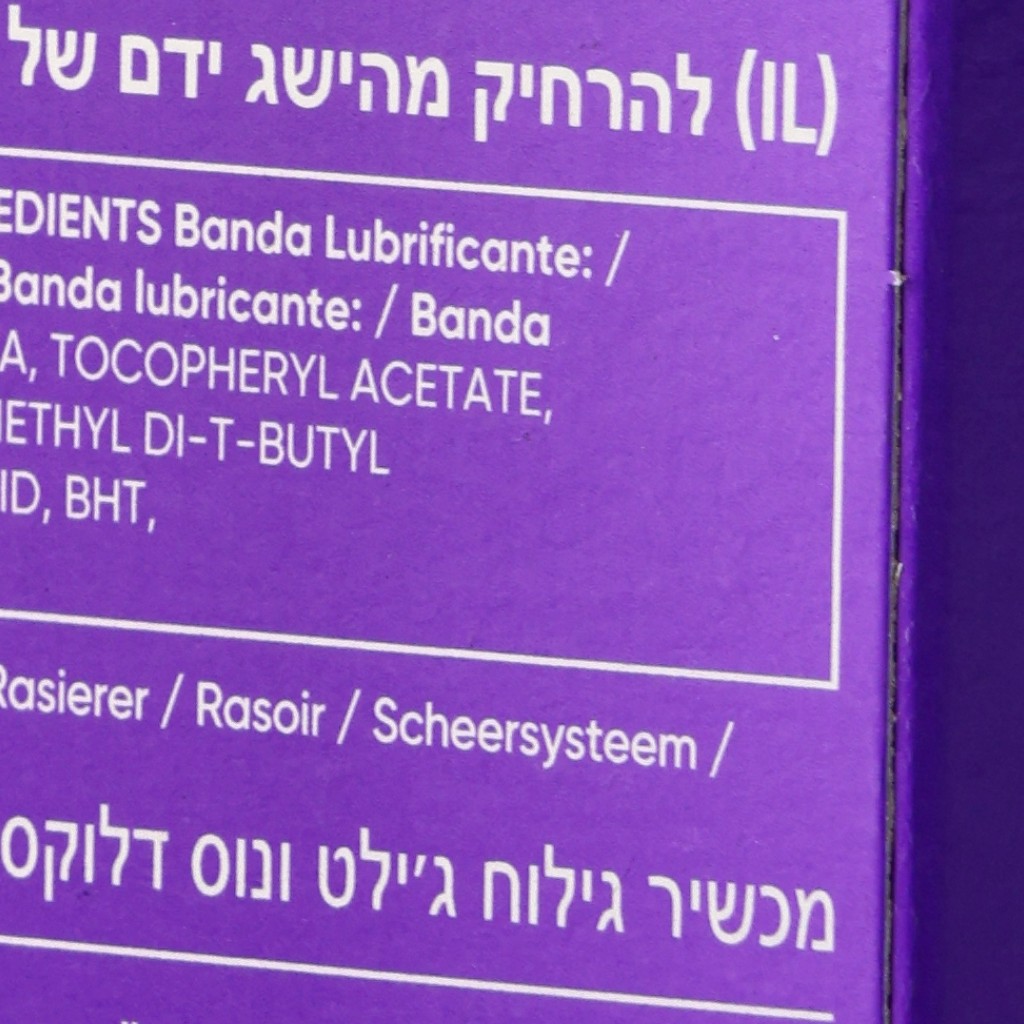 (IL) להרחיק מהישג ידם של
EDIENTS Banda Lubrificante: /
Banda lubricante: / Banda
A, TOCOPHERYL ACETATE,
METHYL DI-T-BUTYL
ID, BHT,
Rasierer / Rasoir / Scheersysteem /
מכשיר גילוח ג'ילט ונוס דלוקס